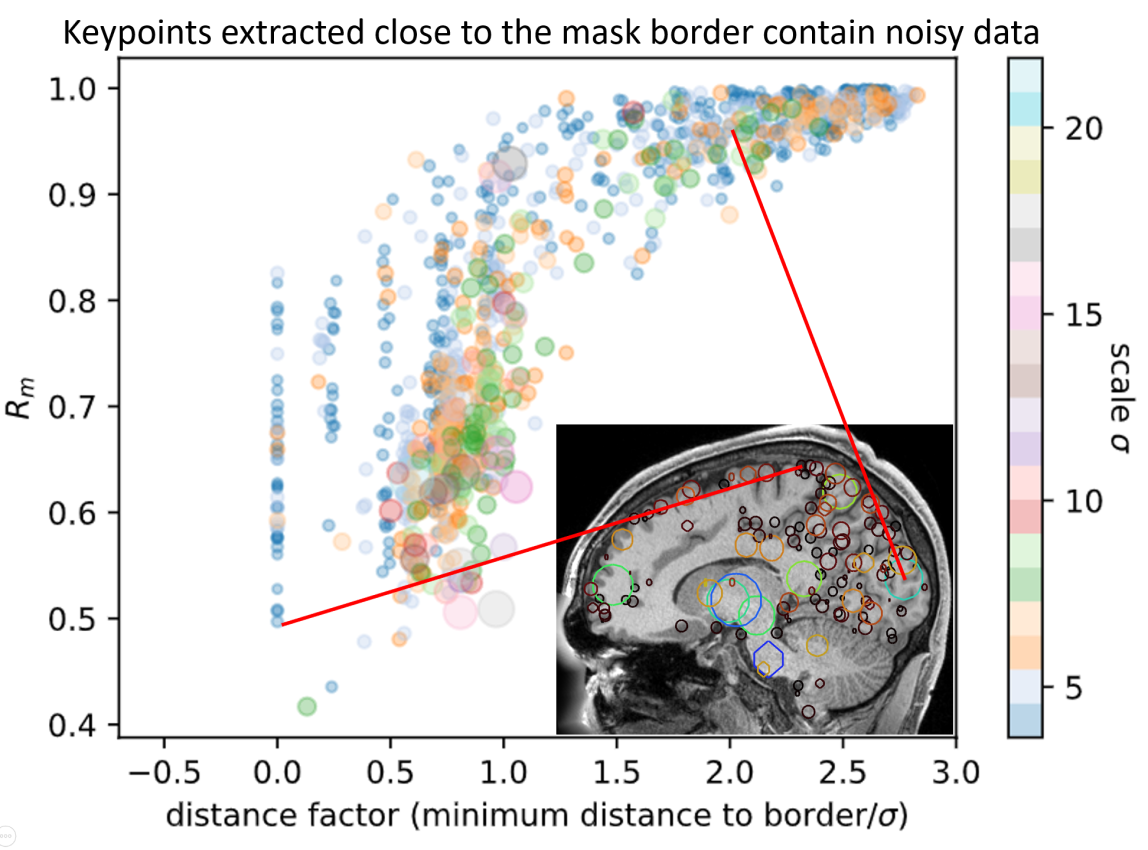 Keypoints extracted close to the mask border contain noisy data
1.0
0.9
0.8
0.7
0.6
0.5
0.4
Rₘ
−0.5 0.0 0.5 1.0 1.5 2.0 2.5 3.0
distance factor (minimum distance to border/σ)
20
15
10
5
scale σ